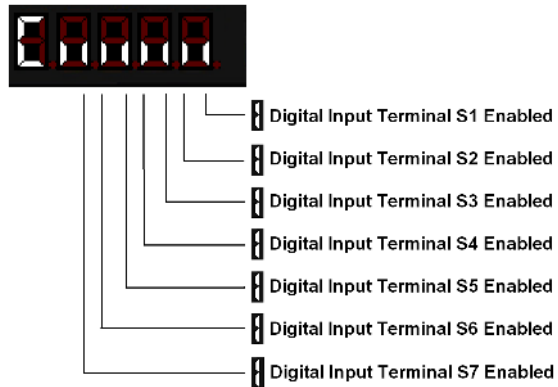 Digital Input Terminal S1 Enabled
Digital Input Terminal S2 Enabled
Digital Input Terminal S3 Enabled
Digital Input Terminal S4 Enabled
Digital Input Terminal S5 Enabled
Digital Input Terminal S6 Enabled
Digital Input Terminal S7 Enabled